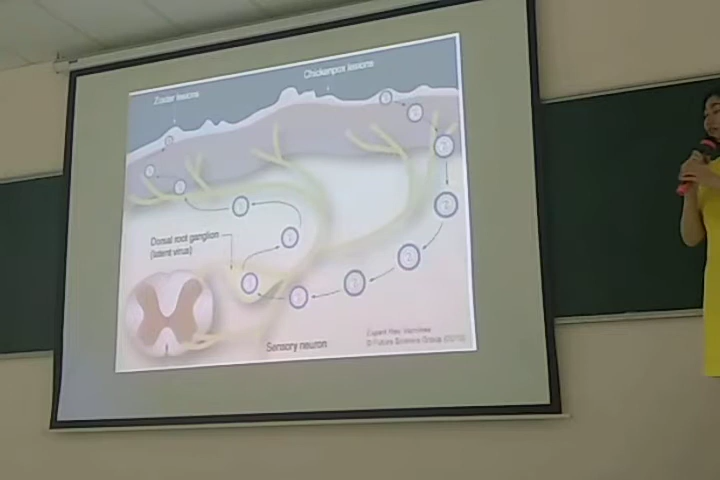 Zoster lesions
Chickenpox lesions
Dorsal root ganglion
(latent virus)
Sensory neuron
Expert Rev. Vaccines
© Future Science Group (2010)